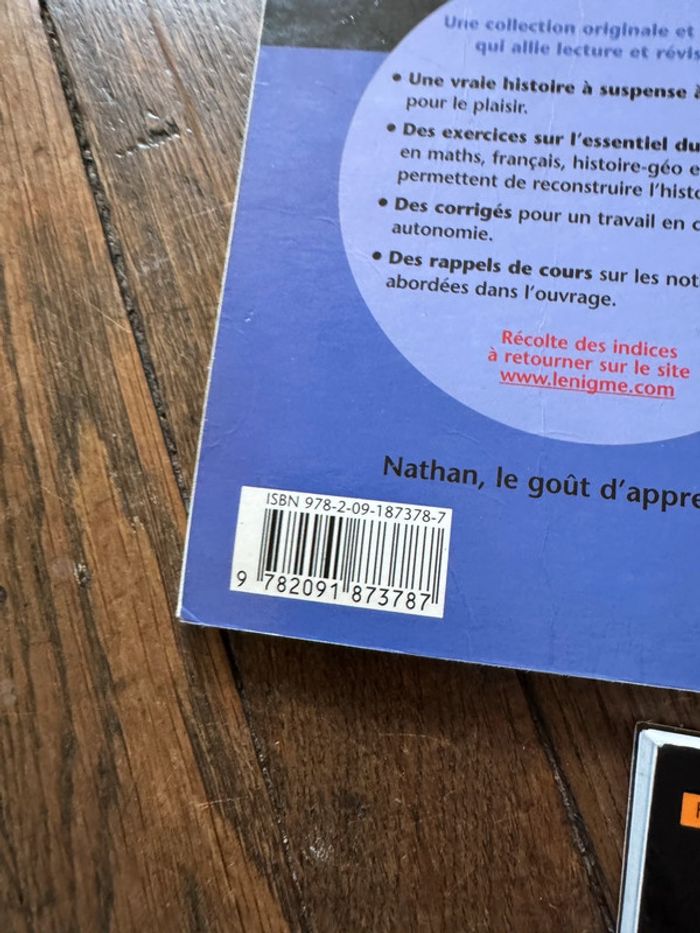 Une collection originale et
qui allie lecture et révis
• Une vraie histoire à suspense à
pour le plaisir.
• Des exercices sur l'essentiel du
en maths, français, histoire-géo e
permettent de reconstruire l'histo
• Des corrigés pour un travail en
autonomie.
• Des rappels de cours sur les not
abordées dans l'ouvrage.
Récolte des indices
à retourner sur le site
www.lenigme.com
Nathan, le goût d'appre
ISBN 978-2-09-187378-7
9 782091 873787